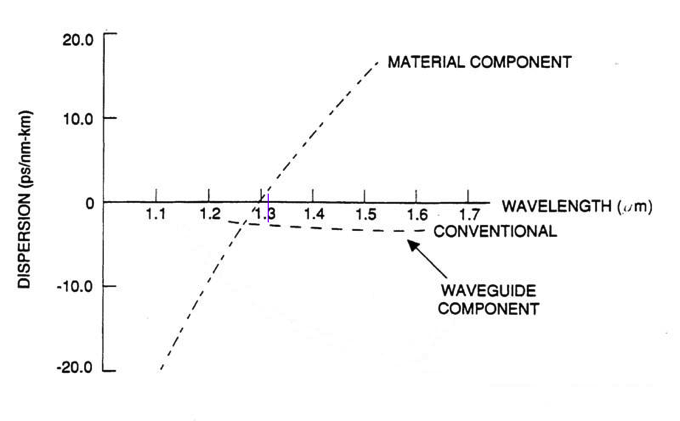 20.0
MATERIAL COMPONENT
10.0
DISPERSION (ps/nm-km)
0
1.1 1.2 1.3 1.4 1.5 1.6 1.7
WAVELENGTH (μm)
CONVENTIONAL
-10.0
WAVEGUIDE
COMPONENT
-20.0